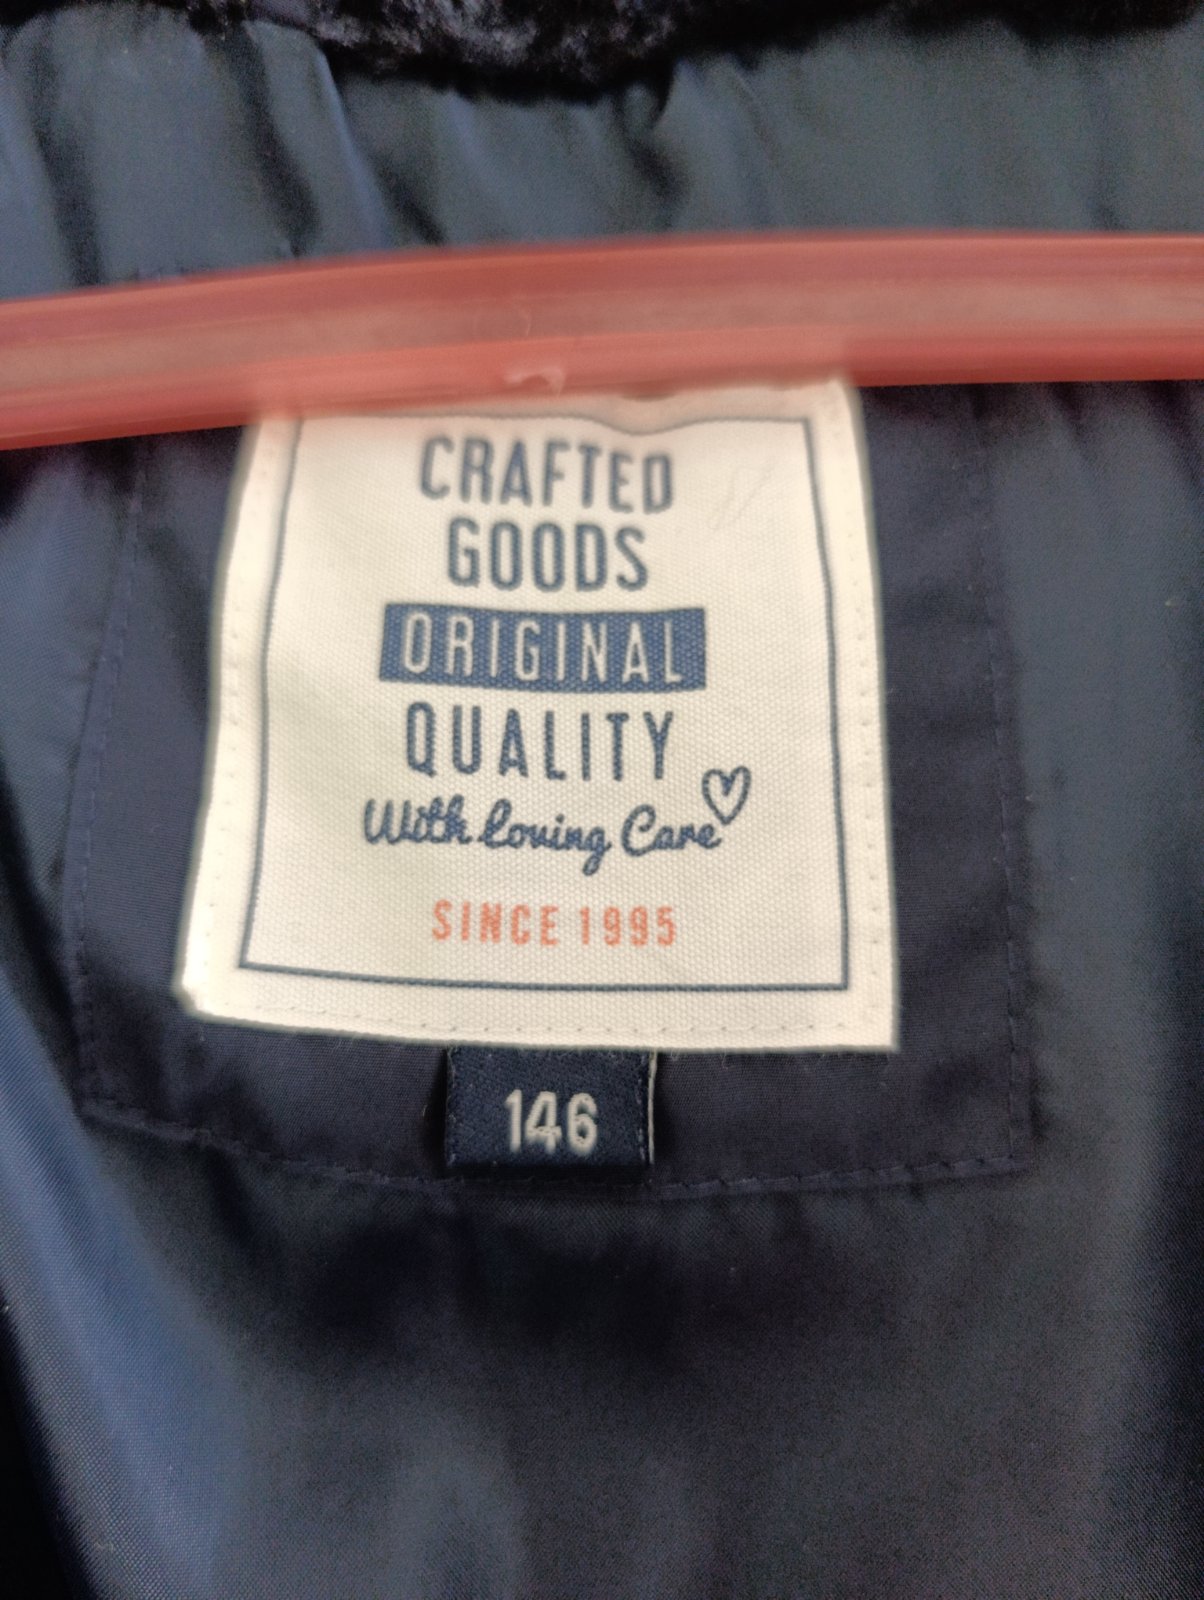 CRAFTED
GOODS
ORIGINAL
QUALITY
With Loving Care
SINCE 1995
146